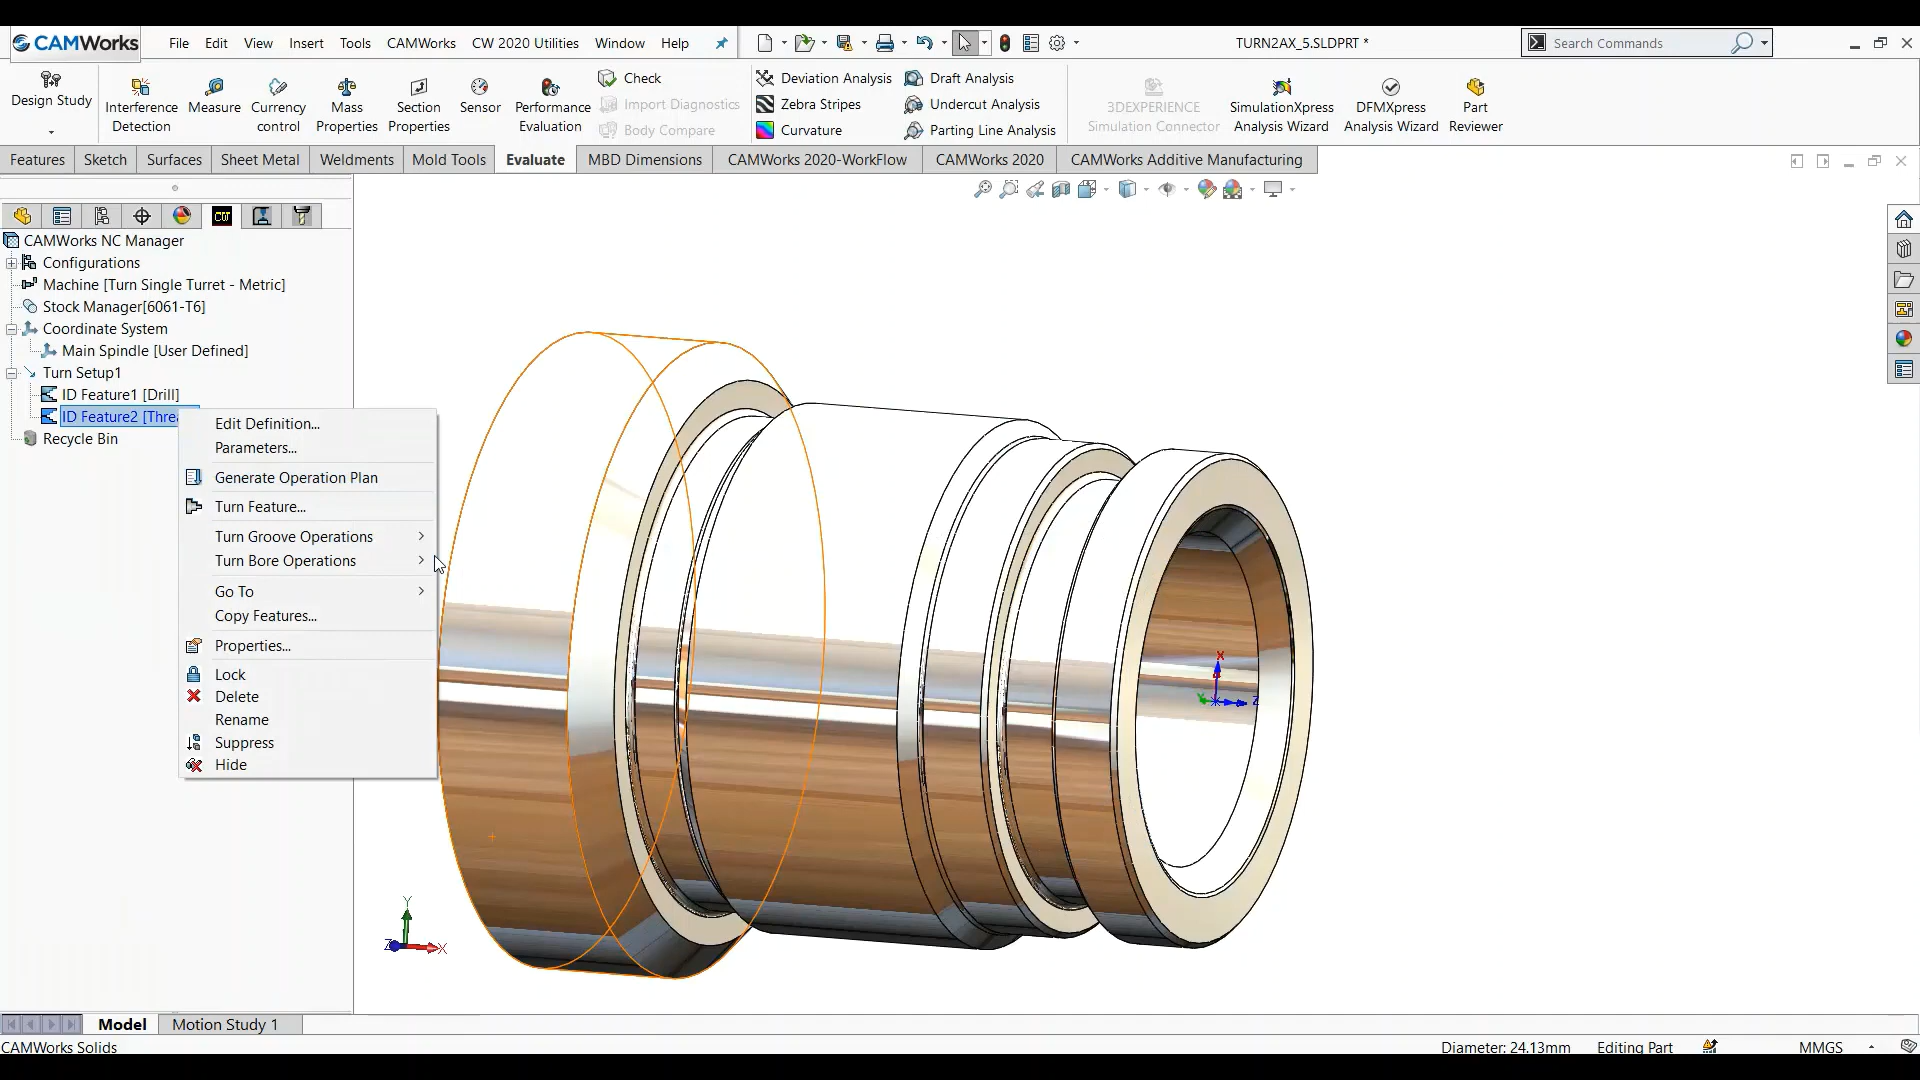 CAMWorks File Edit View Insert Tools CAMWorks CW 2020 Utilities Window Help TURN2AX_5.SLDPRT * Search Commands
Design Study
Interference Detection
Measure
Currency control
Mass Properties
Section Properties
Sensor
Performance Evaluation
Check
Import Diagnostics
Body Compare
Deviation Analysis
Zebra Stripes
Curvature
Draft Analysis
Undercut Analysis
Parting Line Analysis
3DEXPERIENCE Simulation Connector
SimulationXpress Analysis Wizard
DFMXpress Analysis Wizard
Part Reviewer
Features Sketch Surfaces Sheet Metal Weldments Mold Tools Evaluate MBD Dimensions CAMWorks 2020-WorkFlow CAMWorks 2020 CAMWorks Additive Manufacturing
CW
CAMWorks NC Manager
Configurations
Machine [Turn Single Turret - Metric]
Stock Manager[6061-T6]
Coordinate System
Main Spindle [User Defined]
Turn Setup1
ID Feature1 [Drill]
ID Feature2 [Threa
Recycle Bin
Edit Definition...
Parameters...
Generate Operation Plan
Turn Feature...
Turn Groove Operations
Turn Bore Operations
Go To
Copy Features...
Properties...
Lock
Delete
Rename
Suppress
Hide
X
Y Z
Y
Z X
Model Motion Study 1
CAMWorks Solids Diameter: 24.13mm Editing Part MMGS